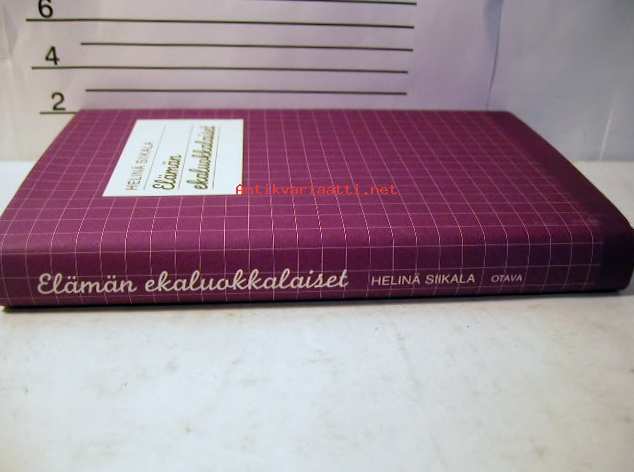 6
4
2
HELINÄ SIIKALA
Elämän
ekaluokkalaiset
Antikvariaatti.net
Elämän ekaluokkalaiset HELINÄ SIIKALA OTAVA